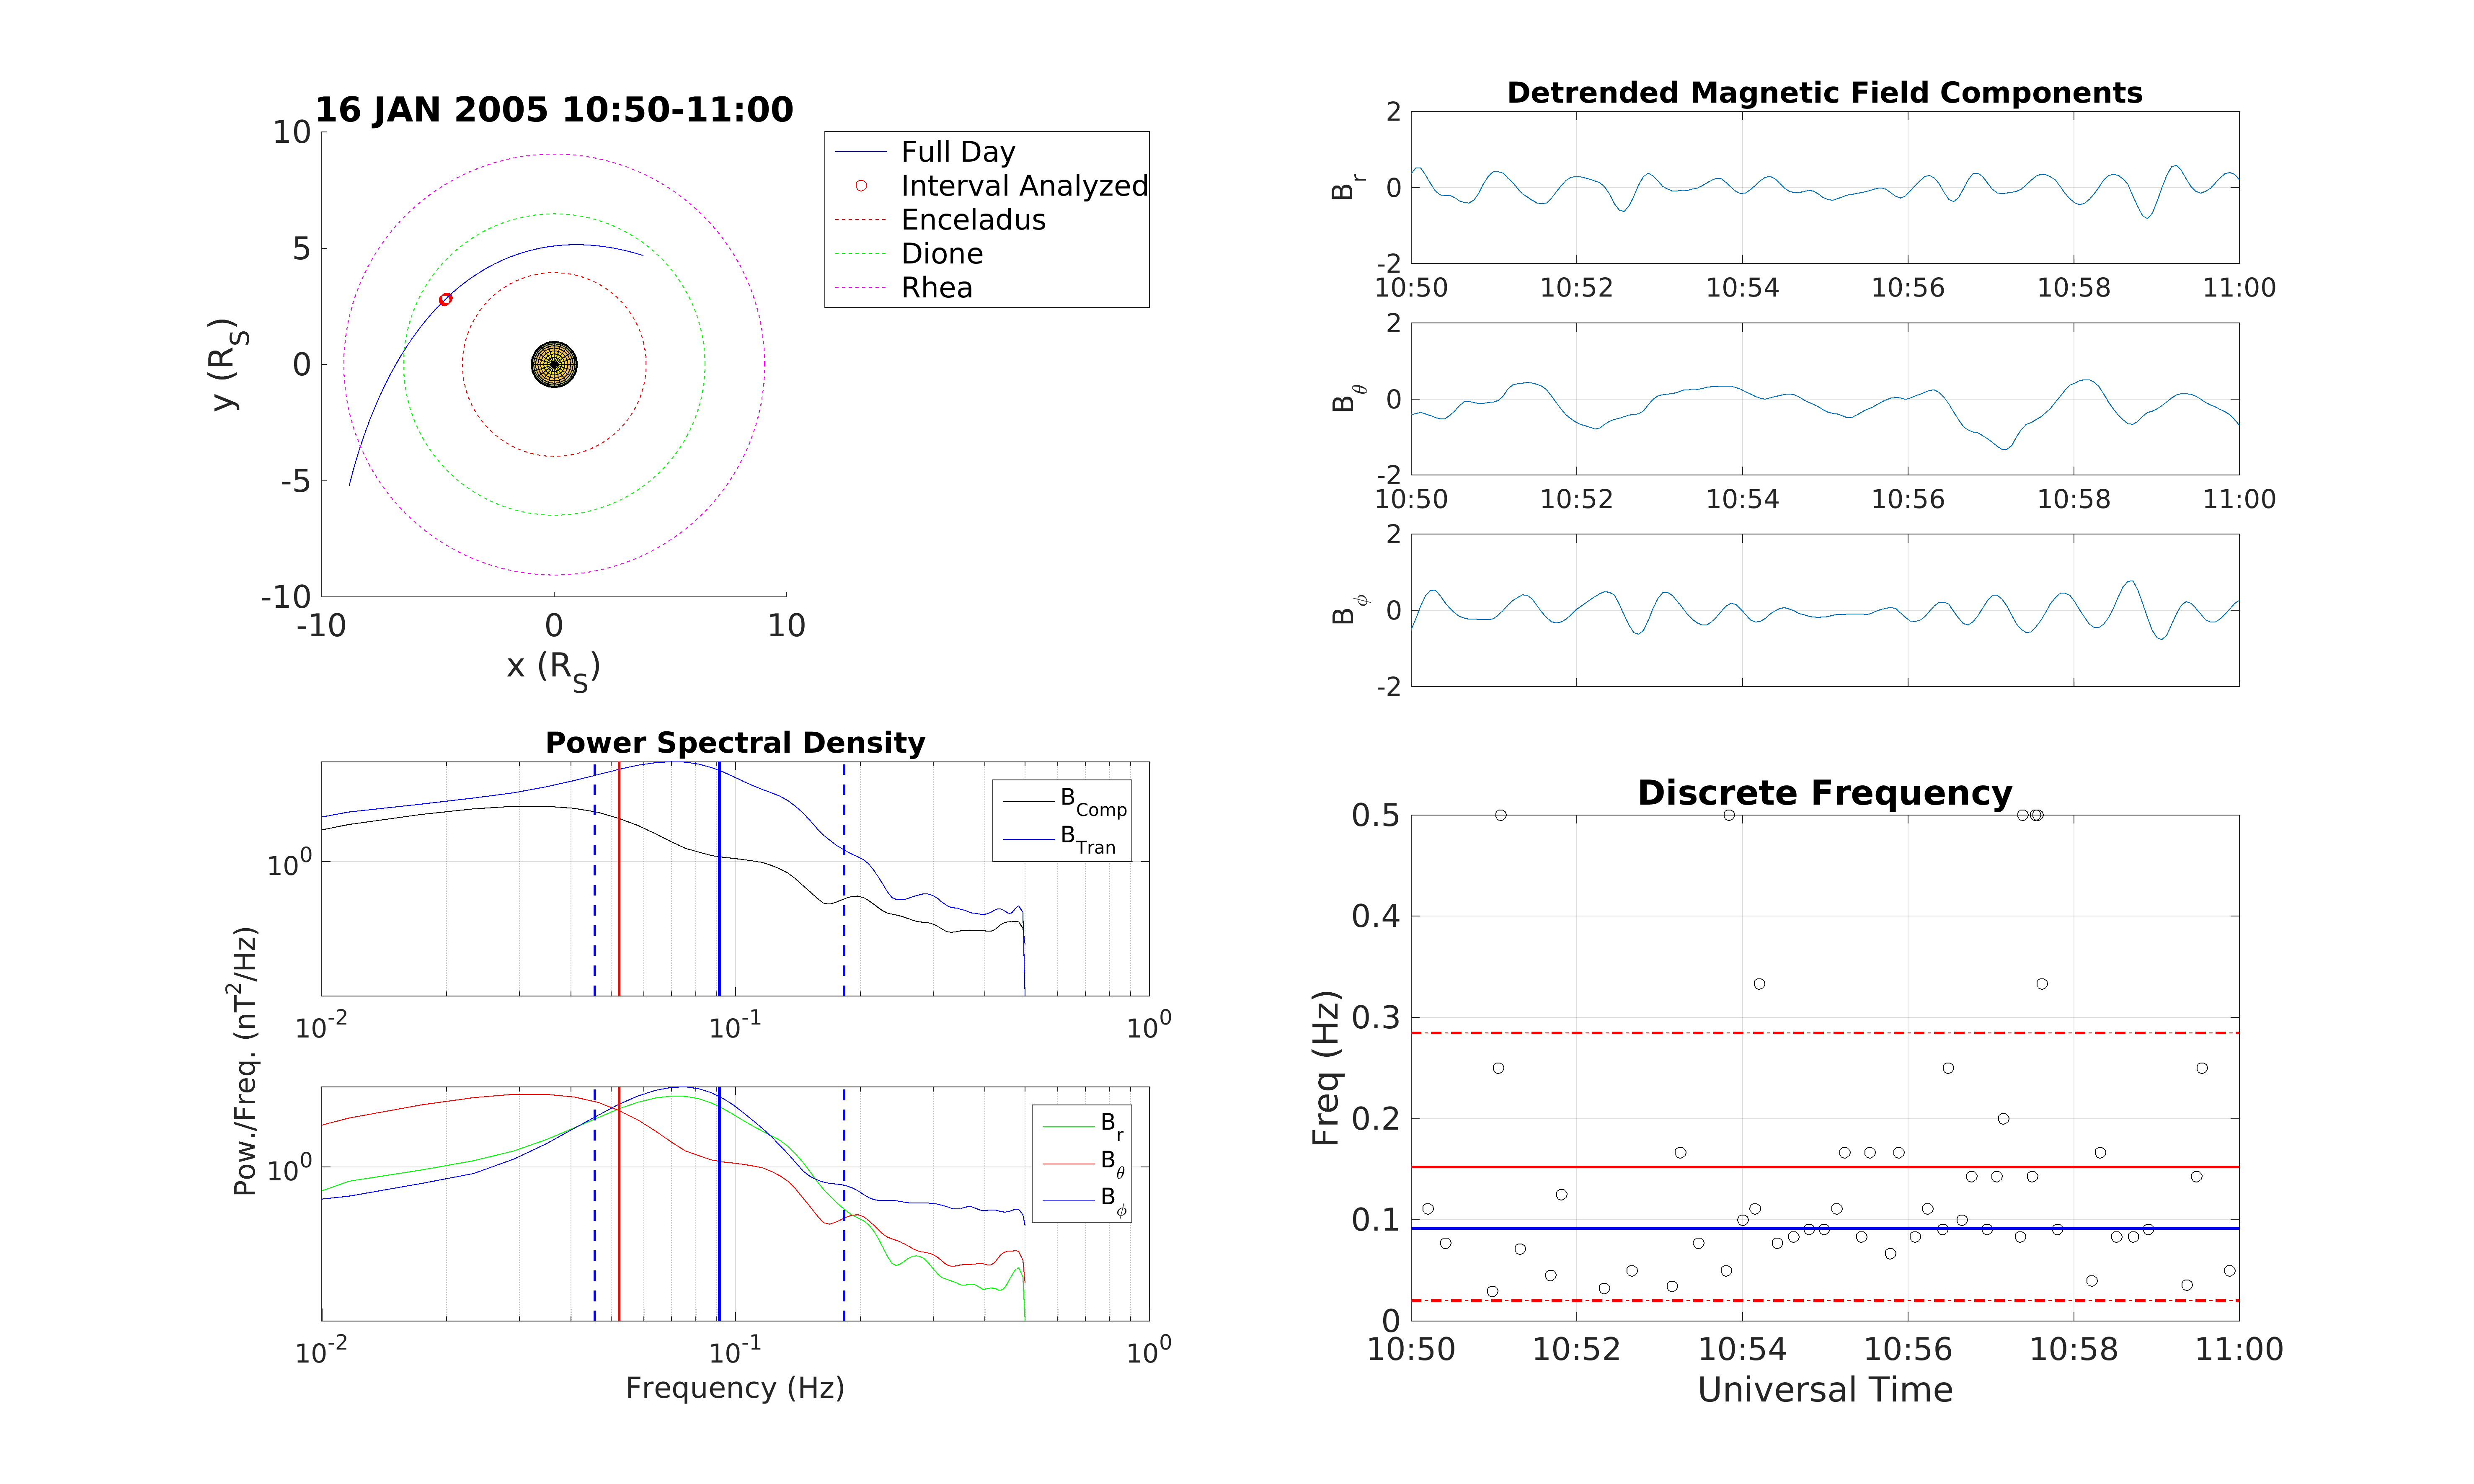 16 JAN 2005 10:50-11:00
10
5
0
-5
-10
-10
0
10
y (R_S)
x (R_S)
Full Day
Interval Analyzed
Enceladus
Dione
Rhea
Detrended Magnetic Field Components
2
0
-2
B_r
10:50
10:52
10:54
10:56
10:58
11:00
2
0
-2
B_θ
10:50
10:52
10:54
10:56
10:58
11:00
2
0
-2
B_ϕ
Power Spectral Density
10^0
B_Comp
B_Tran
10^-2
10^-1
10^0
Pow./Freq. (nT^2/Hz)
10^0
B_r
B_θ
B_ϕ
10^-2
10^-1
10^0
Frequency (Hz)
Discrete Frequency
0.5
0.4
0.3
0.2
0.1
0
Freq (Hz)
10:50
10:52
10:54
10:56
10:58
11:00
Universal Time